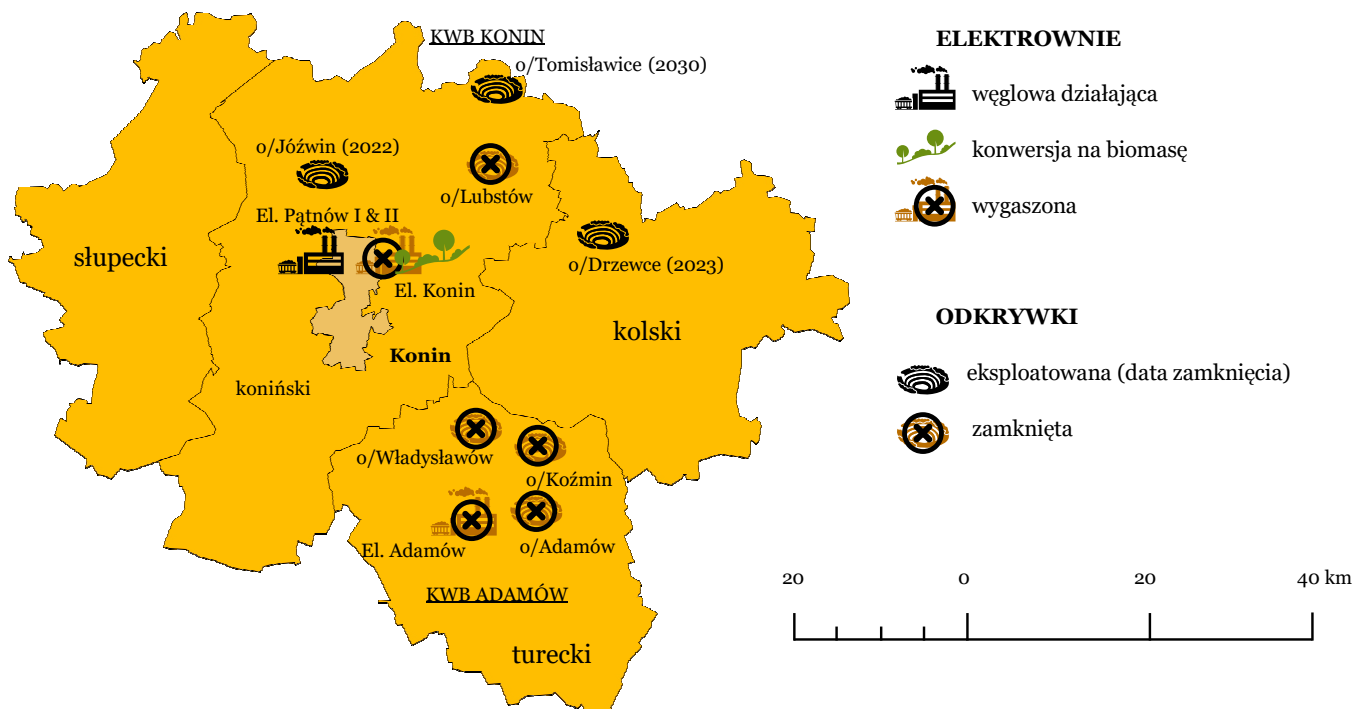 KWB KONIN
o/Tomisławice (2030)
o/Jóźwin (2022)
o/Lubstów
El. Pątnów I & II
słupecki
o/Drzewce (2023)
El. Konin
kolski
Konin
koniński
o/Władysławów
o/Koźmin
El. Adamów
o/Adamów
KWB ADAMÓW
turecki
ELEKTROWNIE
węglowa działająca
konwersja na biomasę
wygaszona
ODKRYWKI
eksploatowana (data zamknięcia)
zamknięta
20 0 20 40 km